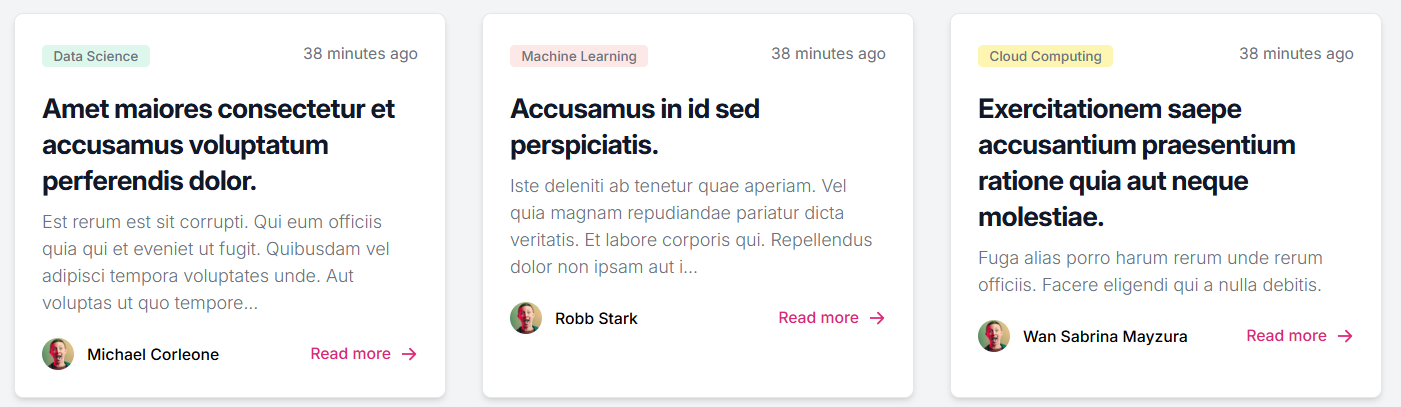 Data Science
38 minutes ago
Amet maiores consectetur et
accusamus voluptatum
perferendis dolor.
Est rerum est sit corrupti. Qui eum officiis
quia qui et eveniet ut fugit. Quibusdam vel
adipisci tempora voluptates unde. Aut
voluptas ut quo tempore...
Michael Corleone
Read more →
Machine Learning
38 minutes ago
Accusamus in id sed
perspiciatis.
Iste deleniti ab tenetur quae aperiam. Vel
quia magnam repudiandae pariatur dicta
veritatis. Et labore corporis qui. Repellendus
dolor non ipsam aut i...
Robb Stark
Read more →
Cloud Computing
38 minutes ago
Exercitationem saepe
accusantium praesentium
ratione quia aut neque
molestiae.
Fuga alias porro harum rerum unde rerum
officiis. Facere eligendi qui a nulla debitis.
Wan Sabrina Mayzura
Read more →